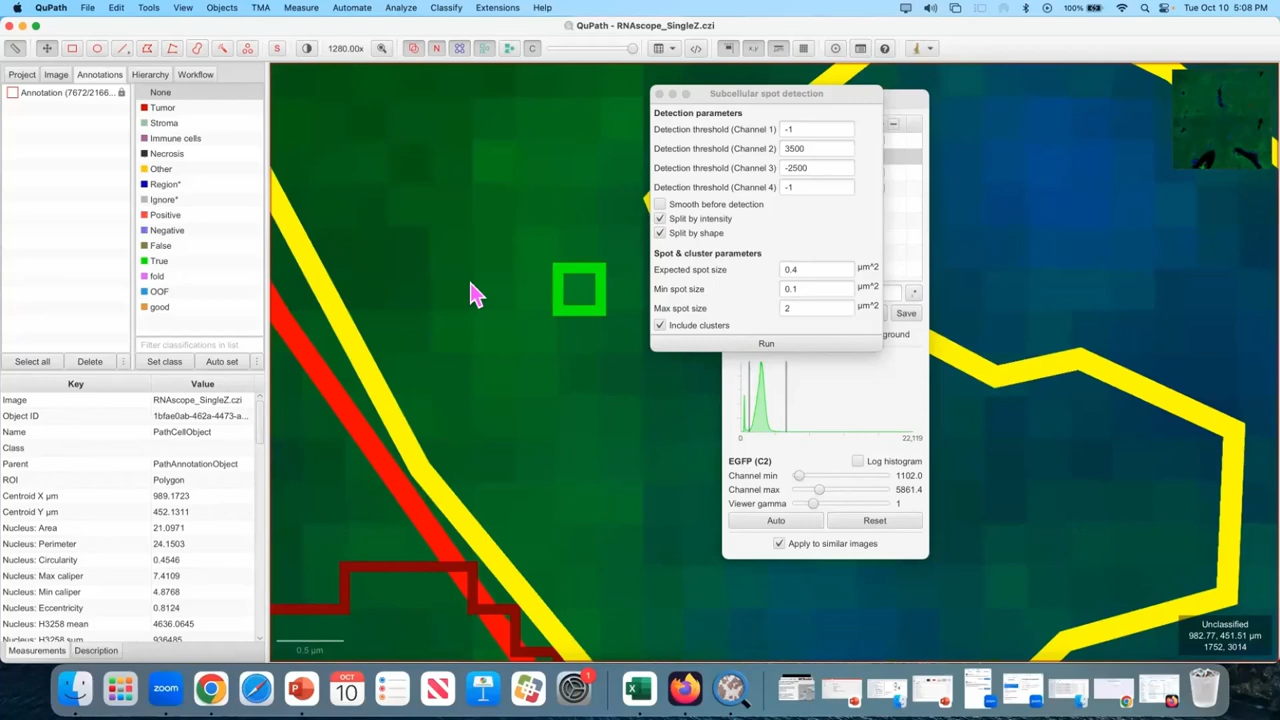 QuPath File Edit Tools View Objects TMA Measure Automate Analyze Classify Extensions Help 100% Tue Oct 10 5:08 PM
QuPath - RNAscope_SingleZ.czi
S 1280.00x N C x,y
Project Image Annotations Hierarchy Workflow
Annotation (7672/2166...
None
Tumor
Stroma
Immune cells
Necrosis
Other
Region*
Ignore*
Positive
Negative
False
True
fold
OOF
good
Filter classifications in list
Select all Delete Set class Auto set
Key Value
Image RNAscope_SingleZ.czi
Object ID 1bfae0ab-462a-4473-a...
Name PathCellObject
Class
Parent PathAnnotationObject
ROI Polygon
Centroid X µm 989.1723
Centroid Y µm 452.1311
Nucleus: Area 21.0971
Nucleus: Perimeter 24.1503
Nucleus: Circularity 0.4546
Nucleus: Max caliper 7.4109
Nucleus: Min caliper 4.8768
Nucleus: Eccentricity 0.8124
Nucleus: H3258 mean 4636.0645
Nucleus: H3258 sum 936485
Measurements Description
Subcellular spot detection
Detection parameters
Detection threshold (Channel 1) -1
Detection threshold (Channel 2) 3500
Detection threshold (Channel 3) -2500
Detection threshold (Channel 4) -1
Smooth before detection
Split by intensity
Split by shape
Spot & cluster parameters
Expected spot size 0.4 µm^2
Min spot size 0.1 µm^2
Max spot size 2 µm^2
Include clusters
Run
Save
ground
0 22,119
EGFP (C2) Log histogram
Channel min 1102.0
Channel max 5861.4
Viewer gamma 1
Auto Reset
Apply to similar images
0.5 µm
Unclassified
982.77, 451.51 µm
1752, 3014
zoom OCT 10 1